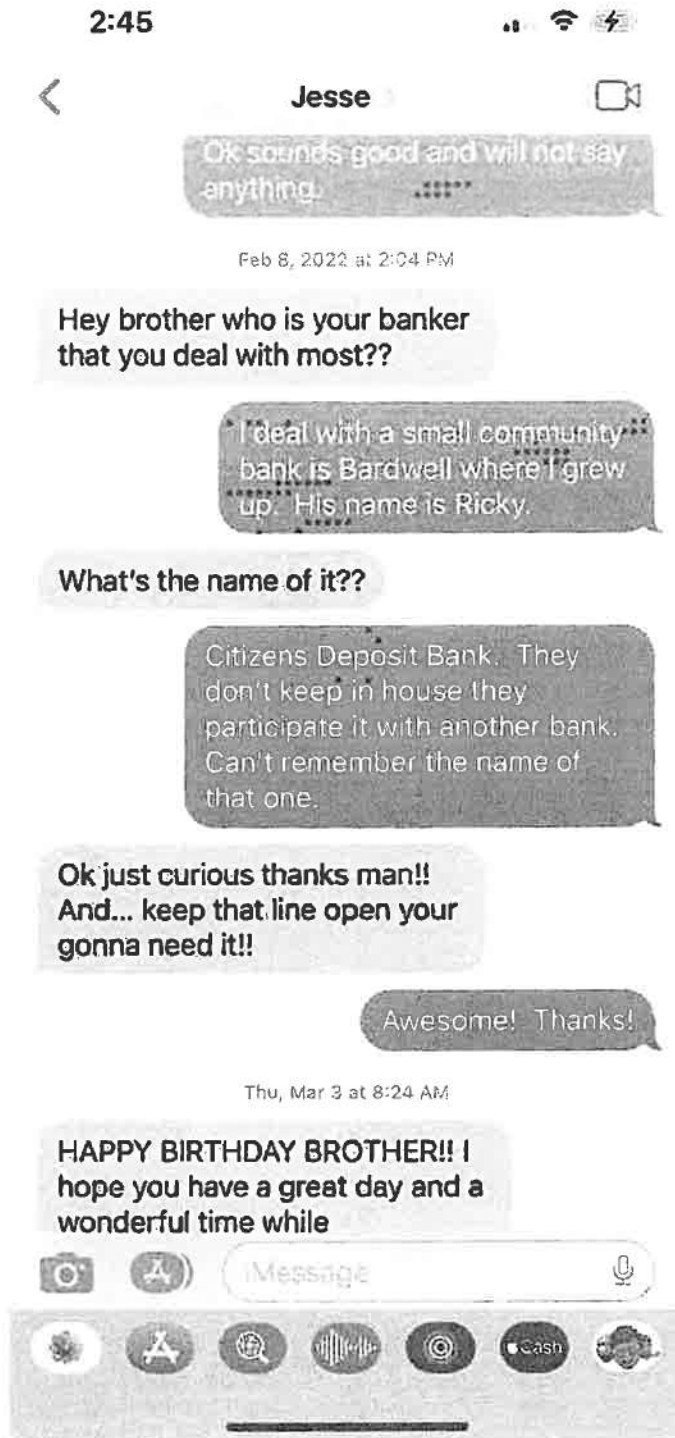 2:45
Jesse
Ok sounds good and will not say
anything.
Feb 8, 2022 at 2:04 PM
Hey brother who is your banker
that you deal with most??
I deal with a small community
bank is Bardwell where I grew
up.  His name is Ricky.
What's the name of it??
Citizens Deposit Bank.  They
don't keep in house they
participate it with another bank.
Can't remember the name of
that one.
Ok just curious thanks man!!
And... keep that line open your
gonna need it!!
Awesome!  Thanks!
Thu, Mar 3 at 8:24 AM
HAPPY BIRTHDAY BROTHER!! I
hope you have a great day and a
wonderful time while
iMessage
Cash